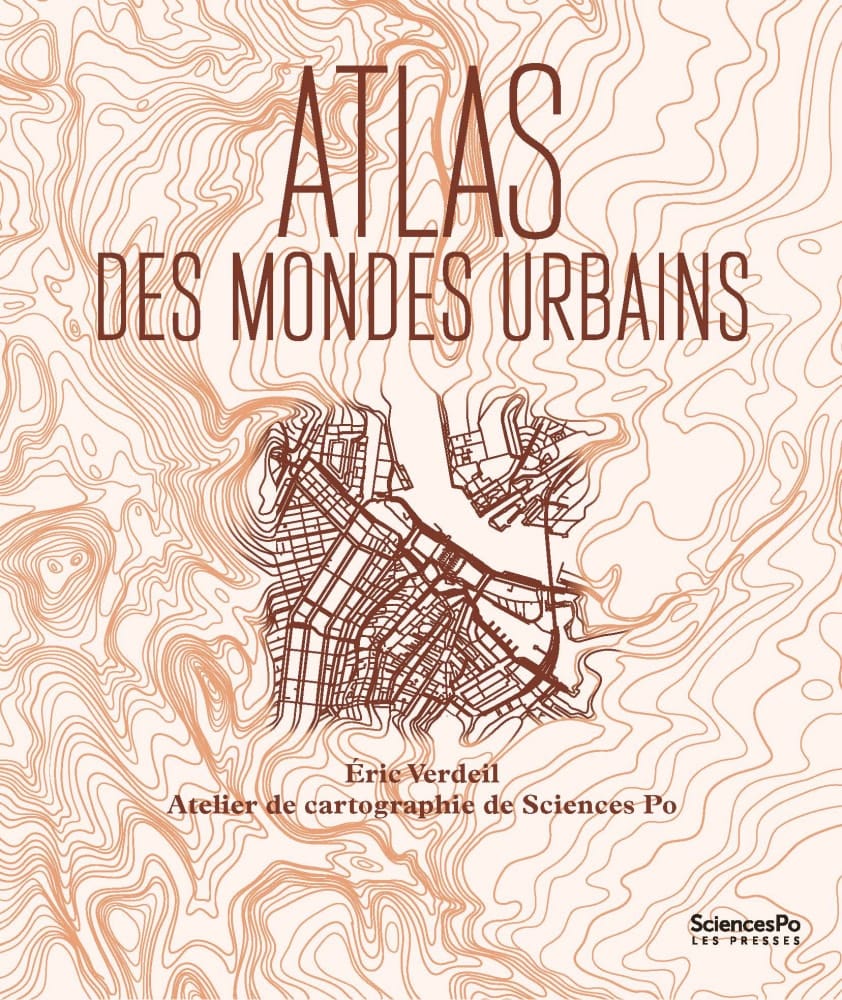 ATLAS
DES MONDES URBAINS
Éric Verdeil
Atelier de cartographie de Sciences Po
SciencesPo
LES PRESSES